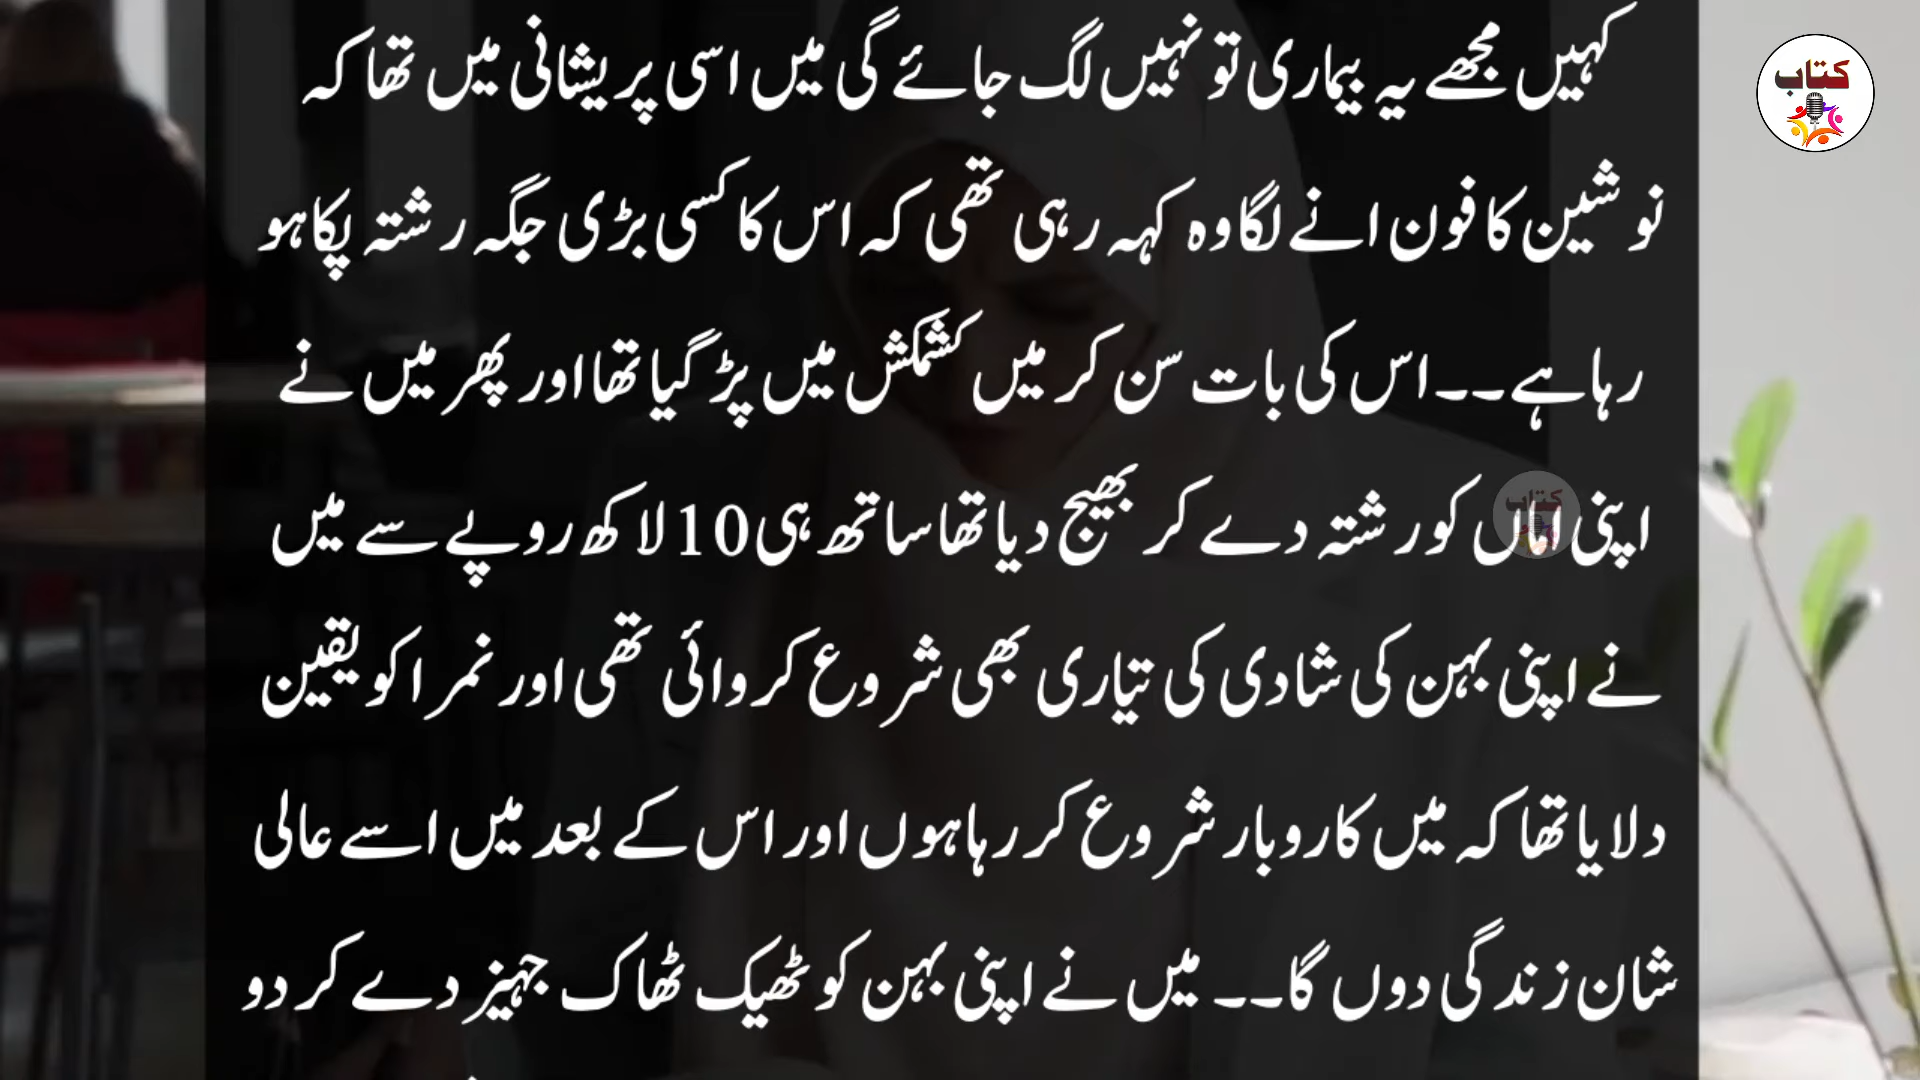 کہیں مجھے یہ بیماری تو نہیں لگ جائے گی میں اسی پریشانی میں تھا کہ
نوشین کا فون انے لگا وہ کہہ رہی تھی کہ اس کا کسی بڑی جگہ رشتہ پکا ہو
رہا ہے۔۔۔ اس کی بات سن کر میں کشمکش میں پڑ گیا تھا اور پھر میں نے
اپنی اماں کو رشتہ دے کر بھیج دیا تھا ساتھ ہی 10 لاکھ روپے سے میں
نے اپنی بہن کی شادی کی تیاری بھی شروع کروائی تھی اور نمرا کو یقین
دلایا تھا کہ میں کاروبار شروع کر رہا ہوں اور اس کے بعد میں اسے عالی
شان زندگی دوں گا۔۔ میں نے اپنی بہن کو ٹھیک ٹھاک جہیز دے کر دو
کتاب
کتاب